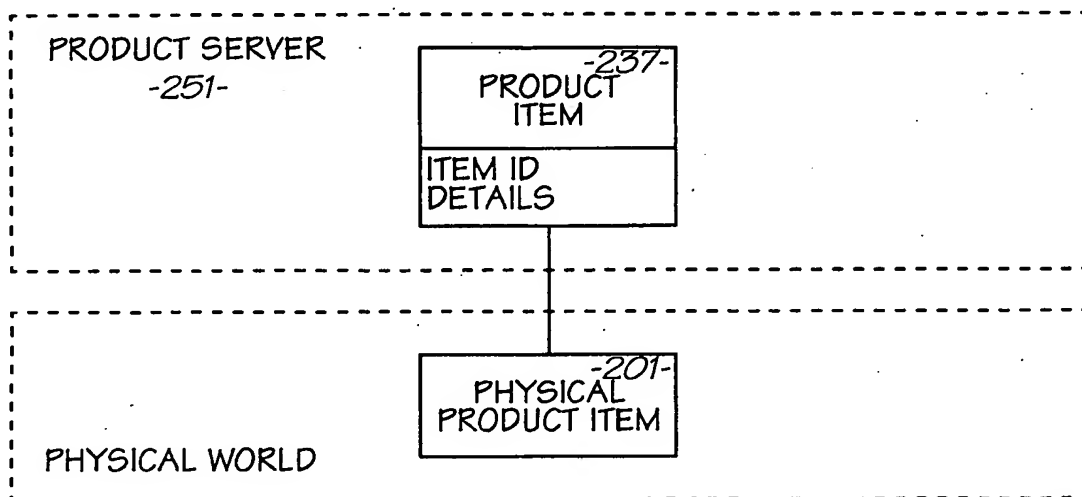 PRODUCT SERVER
-251-
-237-
PRODUCT
ITEM
ITEM ID
DETAILS
-201-
PHYSICAL
PRODUCT ITEM
PHYSICAL WORLD